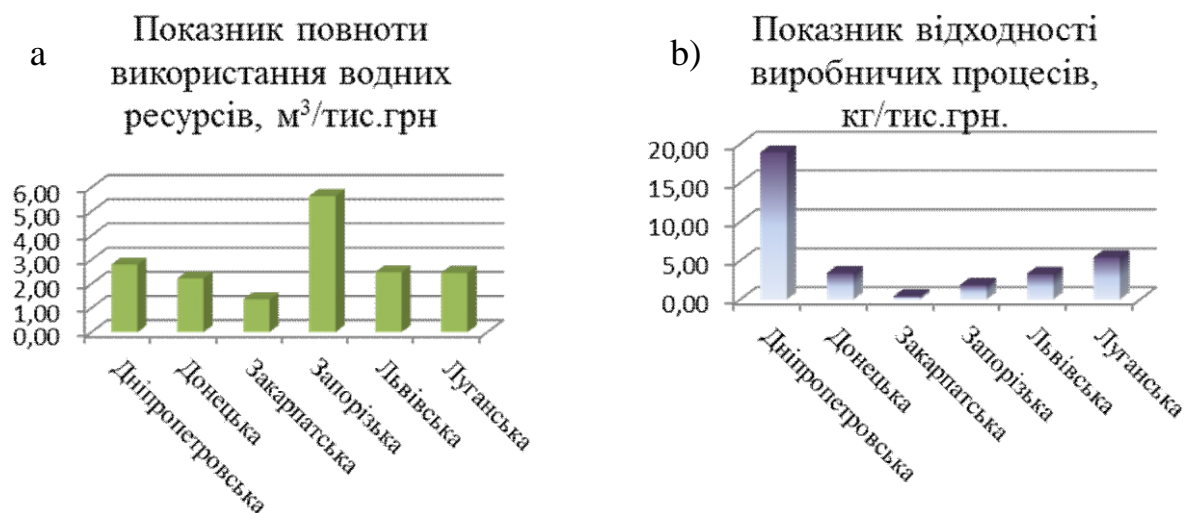 a
Показник повноти
використання водних
ресурсів, м³/тис.грн
6,00
5,00
4,00
3,00
2,00
1,00
0,00
Дніпропетровська
Донецька
Закарпатська
Запорізька
Львівська
Луганська
b)
Показник відходності
виробничих процесів,
кг/тис.грн.
20,00
15,00
10,00
5,00
0,00
Дніпропетровська
Донецька
Закарпатська
Запорізька
Львівська
Луганська